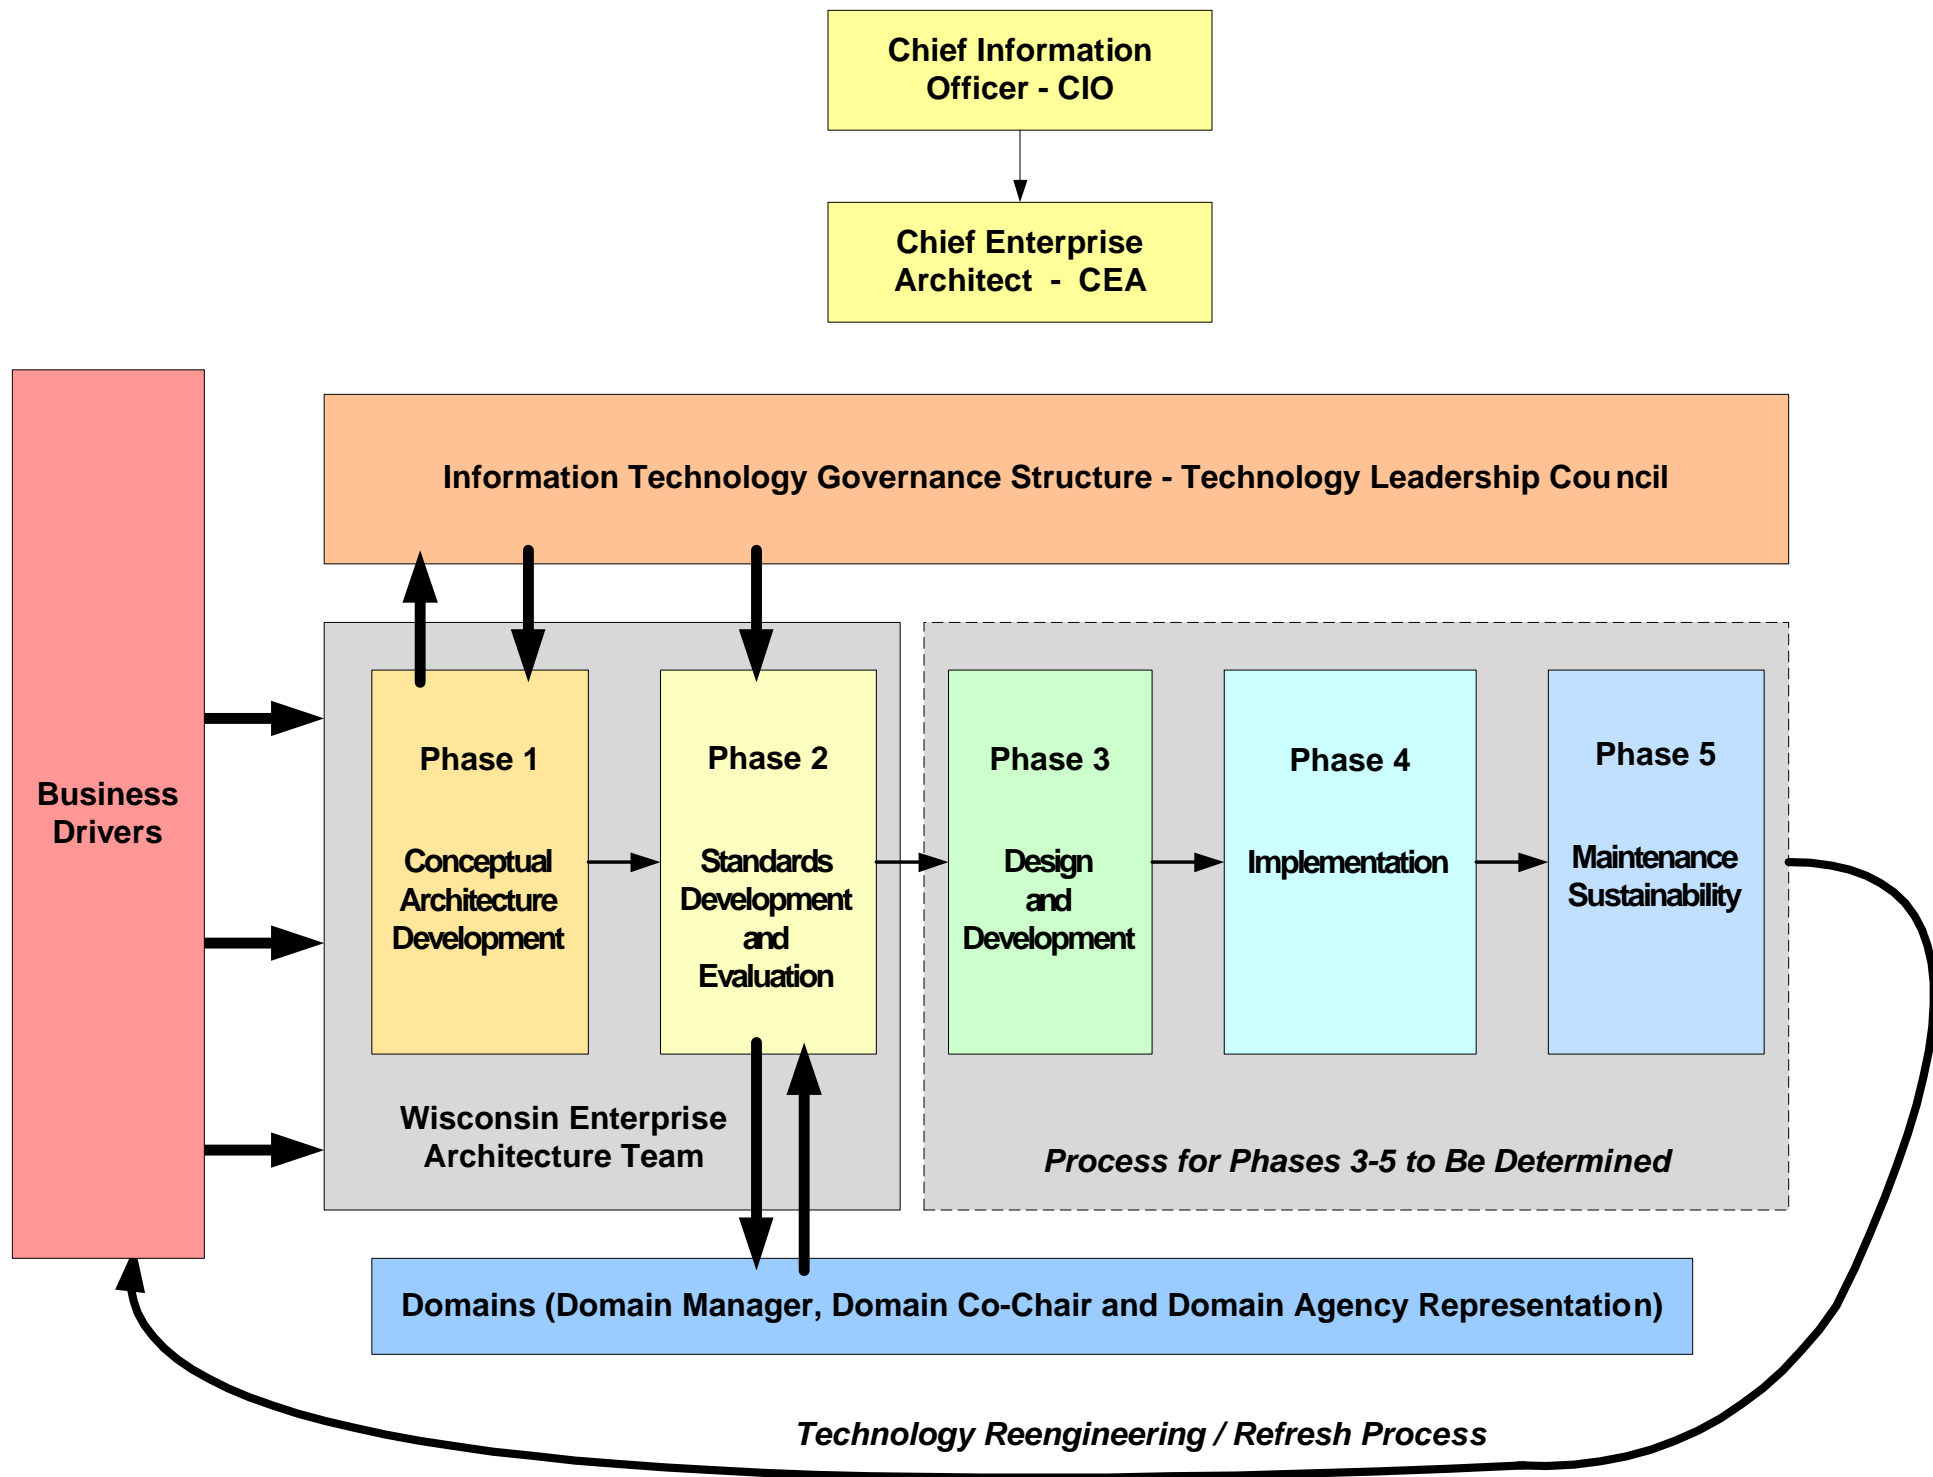 Chief Information
Officer - CIO
Chief Enterprise
Architect - CEA
Information Technology Governance Structure - Technology Leadership Council
Business
Drivers
Phase 1
Conceptual
Architecture
Development
Phase 2
Standards
Development
and
Evaluation
Phase 3
Design
and
Development
Phase 4
Implementation
Phase 5
Maintenance
Sustainability
Wisconsin Enterprise
Architecture Team
Process for Phases 3-5 to Be Determined
Domains (Domain Manager, Domain Co-Chair and Domain Agency Representation)
Technology Reengineering / Refresh Process